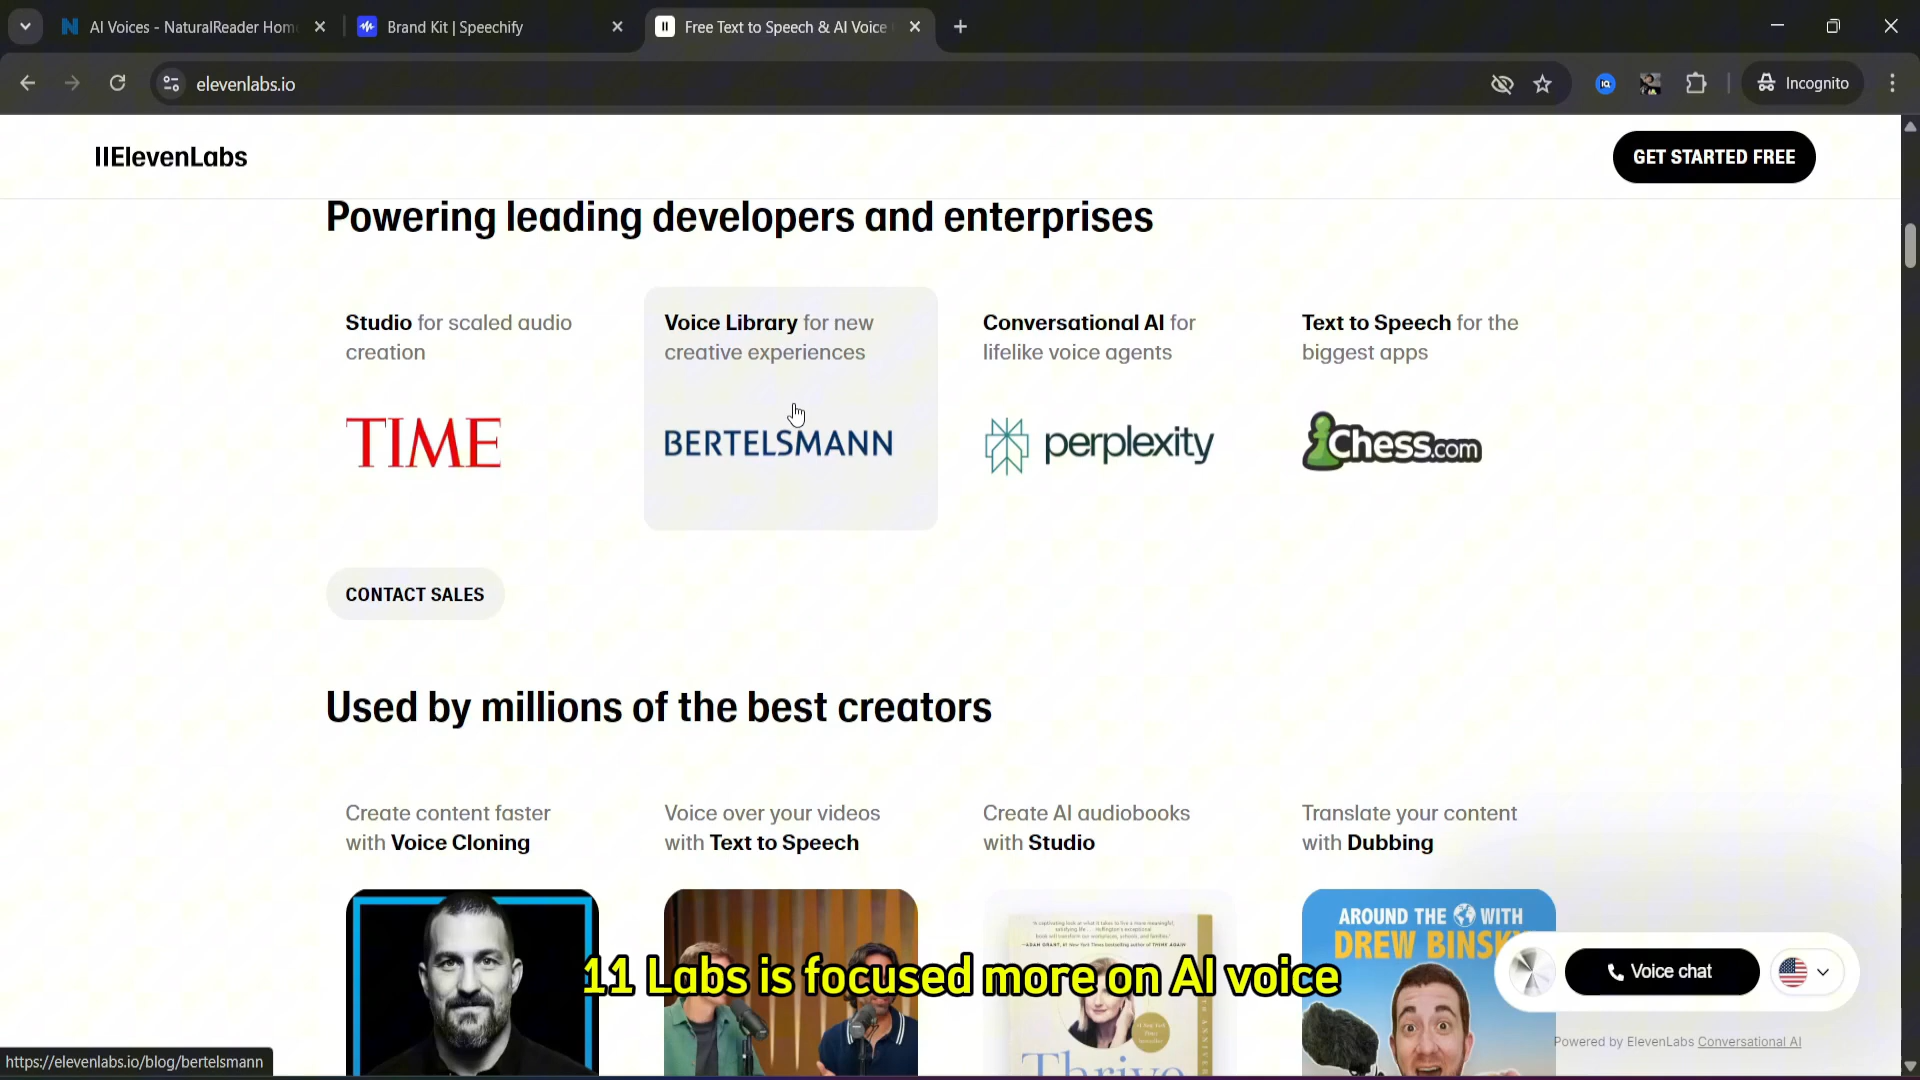 AI Voices - NaturalReader Hom
Brand Kit | Speechify
Free Text to Speech & AI Voice
elevenlabs.io
Incognito
IIElevenLabs
GET STARTED FREE
Powering leading developers and enterprises
Studio for scaled audio
creation
TIME
Voice Library for new
creative experiences
BERTELSMANN
Conversational AI for
lifelike voice agents
perplexity
Text to Speech for the
biggest apps
Chess.com
CONTACT SALES
Used by millions of the best creators
Create content faster
with Voice Cloning
Voice over your videos
with Text to Speech
Create AI audiobooks
with Studio
Translate your content
with Dubbing
AROUND THE WITH
DREW BINSKY
Thrive
11 Labs is focused more on AI voice
Voice chat
Powered by ElevenLabs Conversational AI
https://elevenlabs.io/blog/bertelsmann